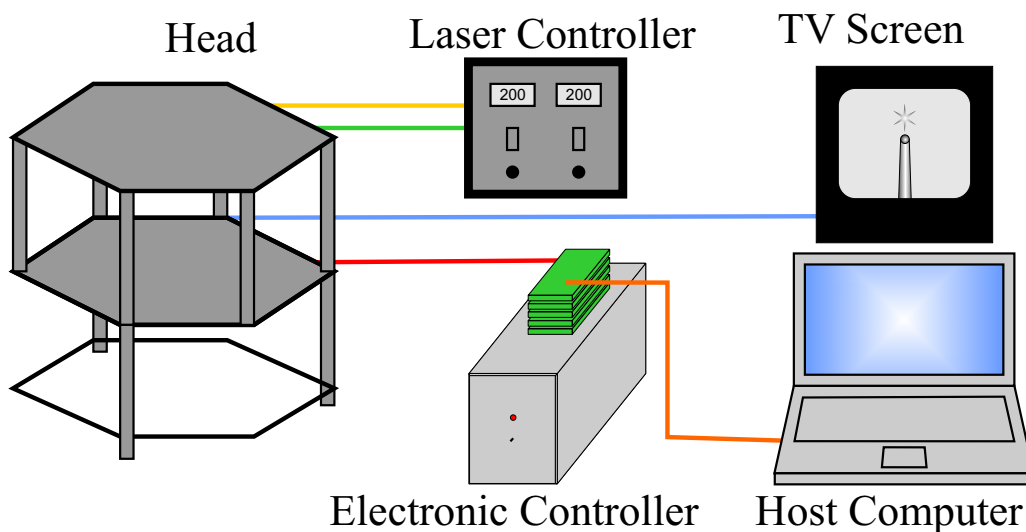 Head
Laser Controller
TV Screen
200 200
Electronic Controller
Host Computer